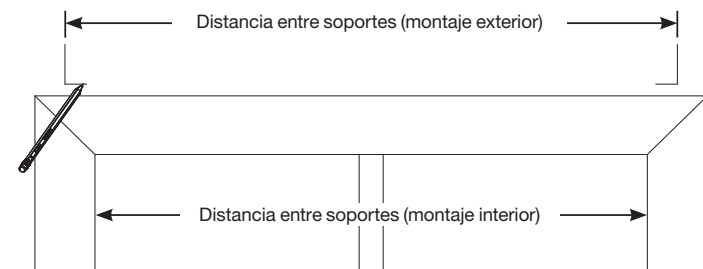 Distancia entre soportes (montaje exterior)
Distancia entre soportes (montaje interior)